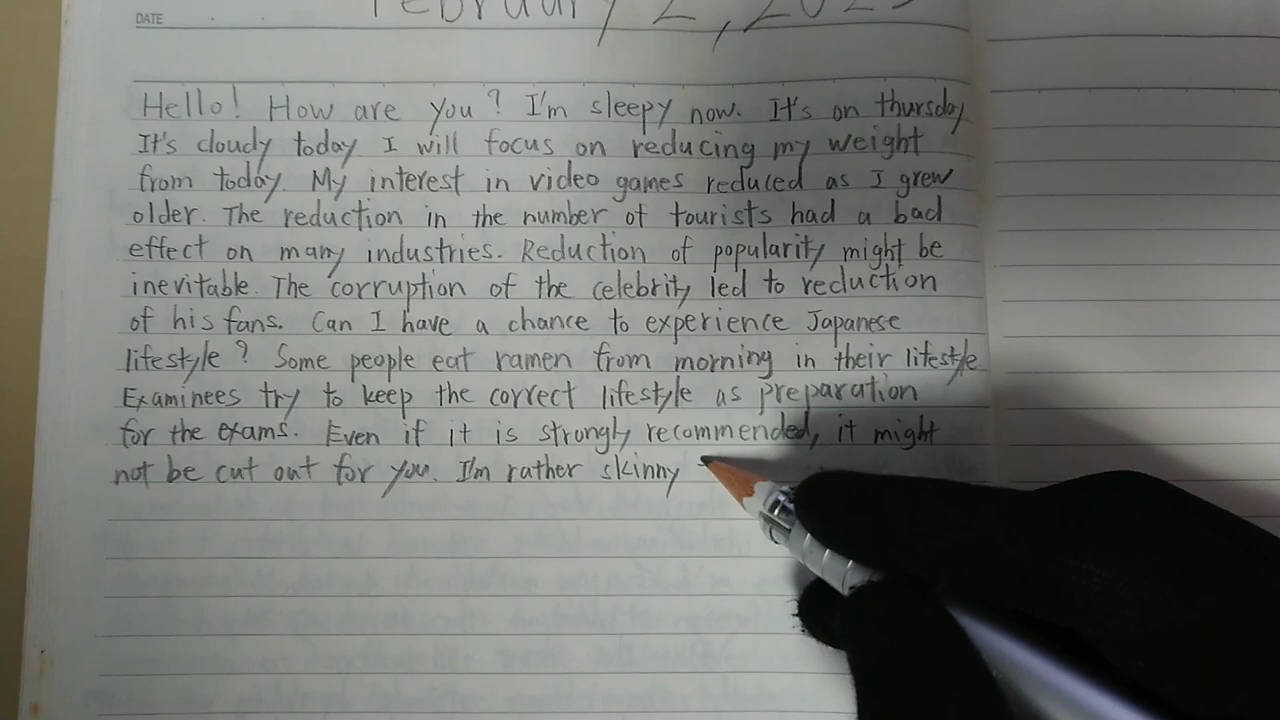 DATE
February 2, 2023
Hello! How are you? I'm sleepy now. It's on thursday.
It's cloudy today I will focus on reducing my weight
from today. My interest in video games reduced as I grew
older. The reduction in the number of tourists had a bad
effect on many industries. Reduction of popularity might be
inevitable. The corruption of the celebrity led to reduction
of his fans. Can I have a chance to experience Japanese
lifestyle? Some people eat ramen from morning in their lifestyle
Examinees try to keep the correct lifestyle as preparation
for the exams. Even if it is strongly recommended, it might
not be cut out for you. I'm rather skinny